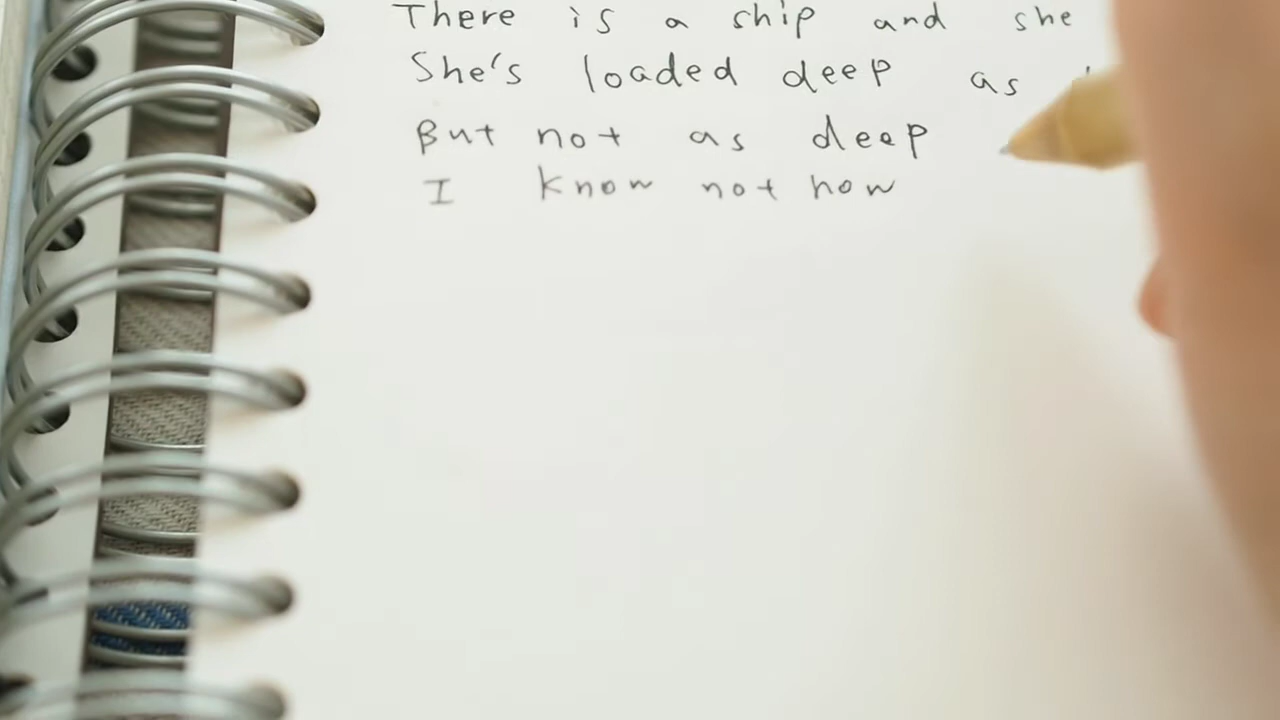 There is a ship and she
She's loaded deep as
But not as deep
I know not how